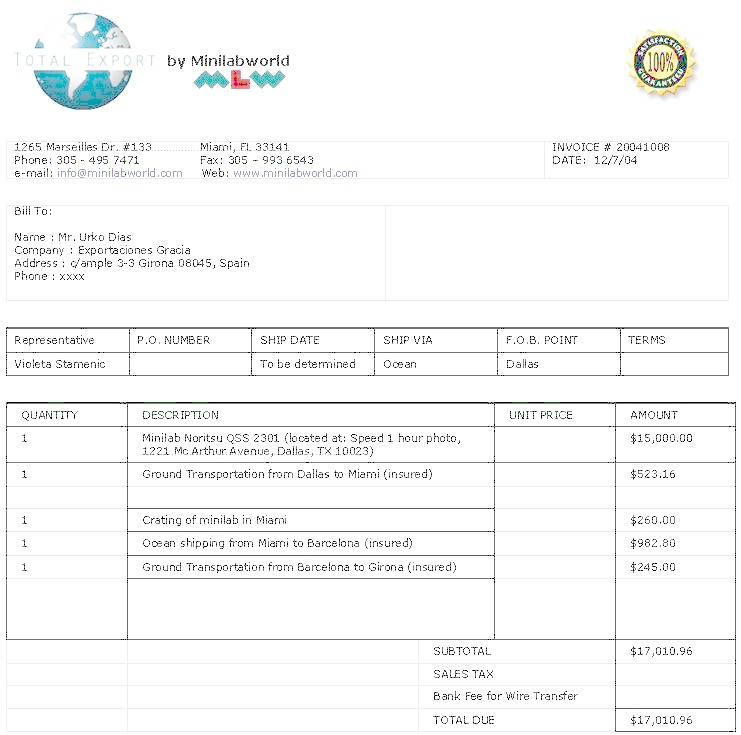 TOTAL EXPORT by Minilabworld
MLW
SATISFACTION
100%
GUARANTEED
1265 Marseilles Dr. #133 Miami, FL 33141 INVOICE # 20041008
Phone: 305 - 495 7471 Fax: 305 - 993 6543 DATE: 12/7/04
e-mail: info@minilabworld.com Web: www.minilabworld.com
Bill To:
Name : Mr. Urko Dias
Company : Exportaciones Gracia
Address : c/ample 3-3 Girona 08045, Spain
Phone : xxxx
Representative P.O. NUMBER SHIP DATE SHIP VIA F.O.B. POINT TERMS
Violeta Stamenic To be determined Ocean Dallas
QUANTITY DESCRIPTION UNIT PRICE AMOUNT
1 Minilab Noritsu QSS 2301 (located at: Speed 1 hour photo, $15,000.00
1221 Mc Arthur Avenue, Dallas, TX 10023)
1 Ground Transportation from Dallas to Miami (insured) $523.16
1 Crating of minilab in Miami $260.00
1 Ocean shipping from Miami to Barcelona (insured) $982.80
1 Ground Transportation from Barcelona to Girona (insured) $245.00
SUBTOTAL $17,010.96
SALES TAX
Bank Fee for Wire Transfer
TOTAL DUE $17,010.96